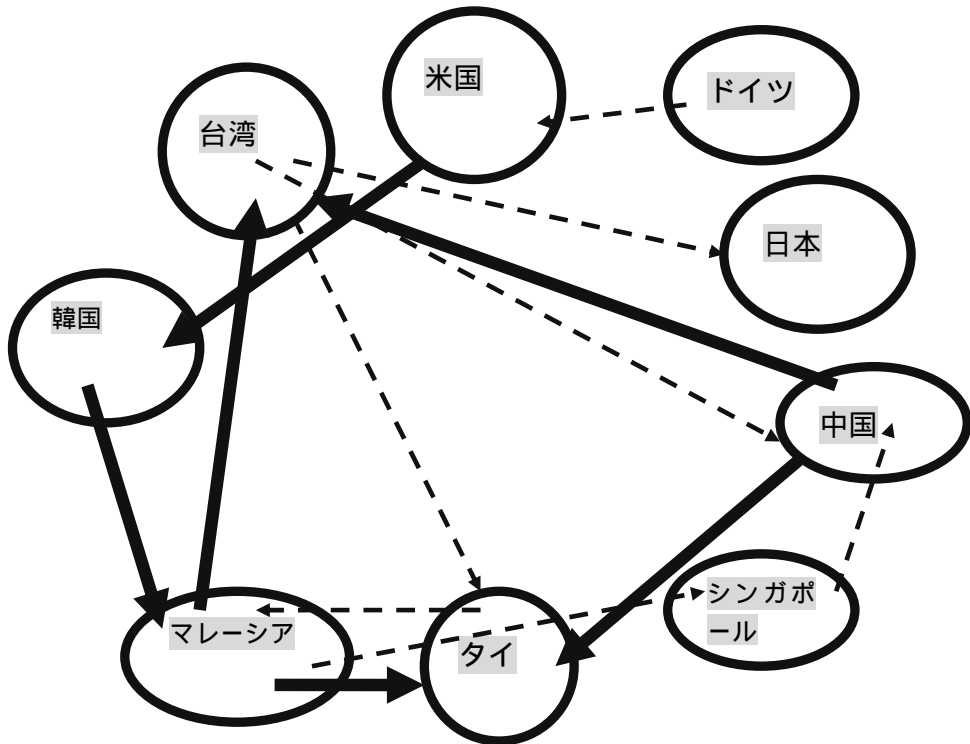 米国
ドイツ
台湾
日本
韓国
中国
シンガポ
ール
マレーシア
タイ